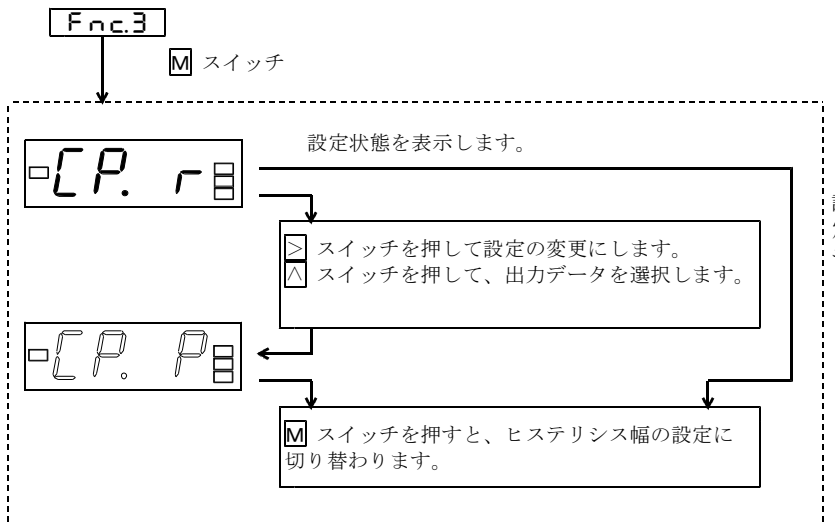 Fnc.3
M スイッチ
設定状態を表示します。
CP. r
> スイッチを押して設定の変更にします。
∧ スイッチを押して、出力データを選択します。
CP. P
M スイッチを押すと、ヒステリシス幅の設定に
切り替わります。